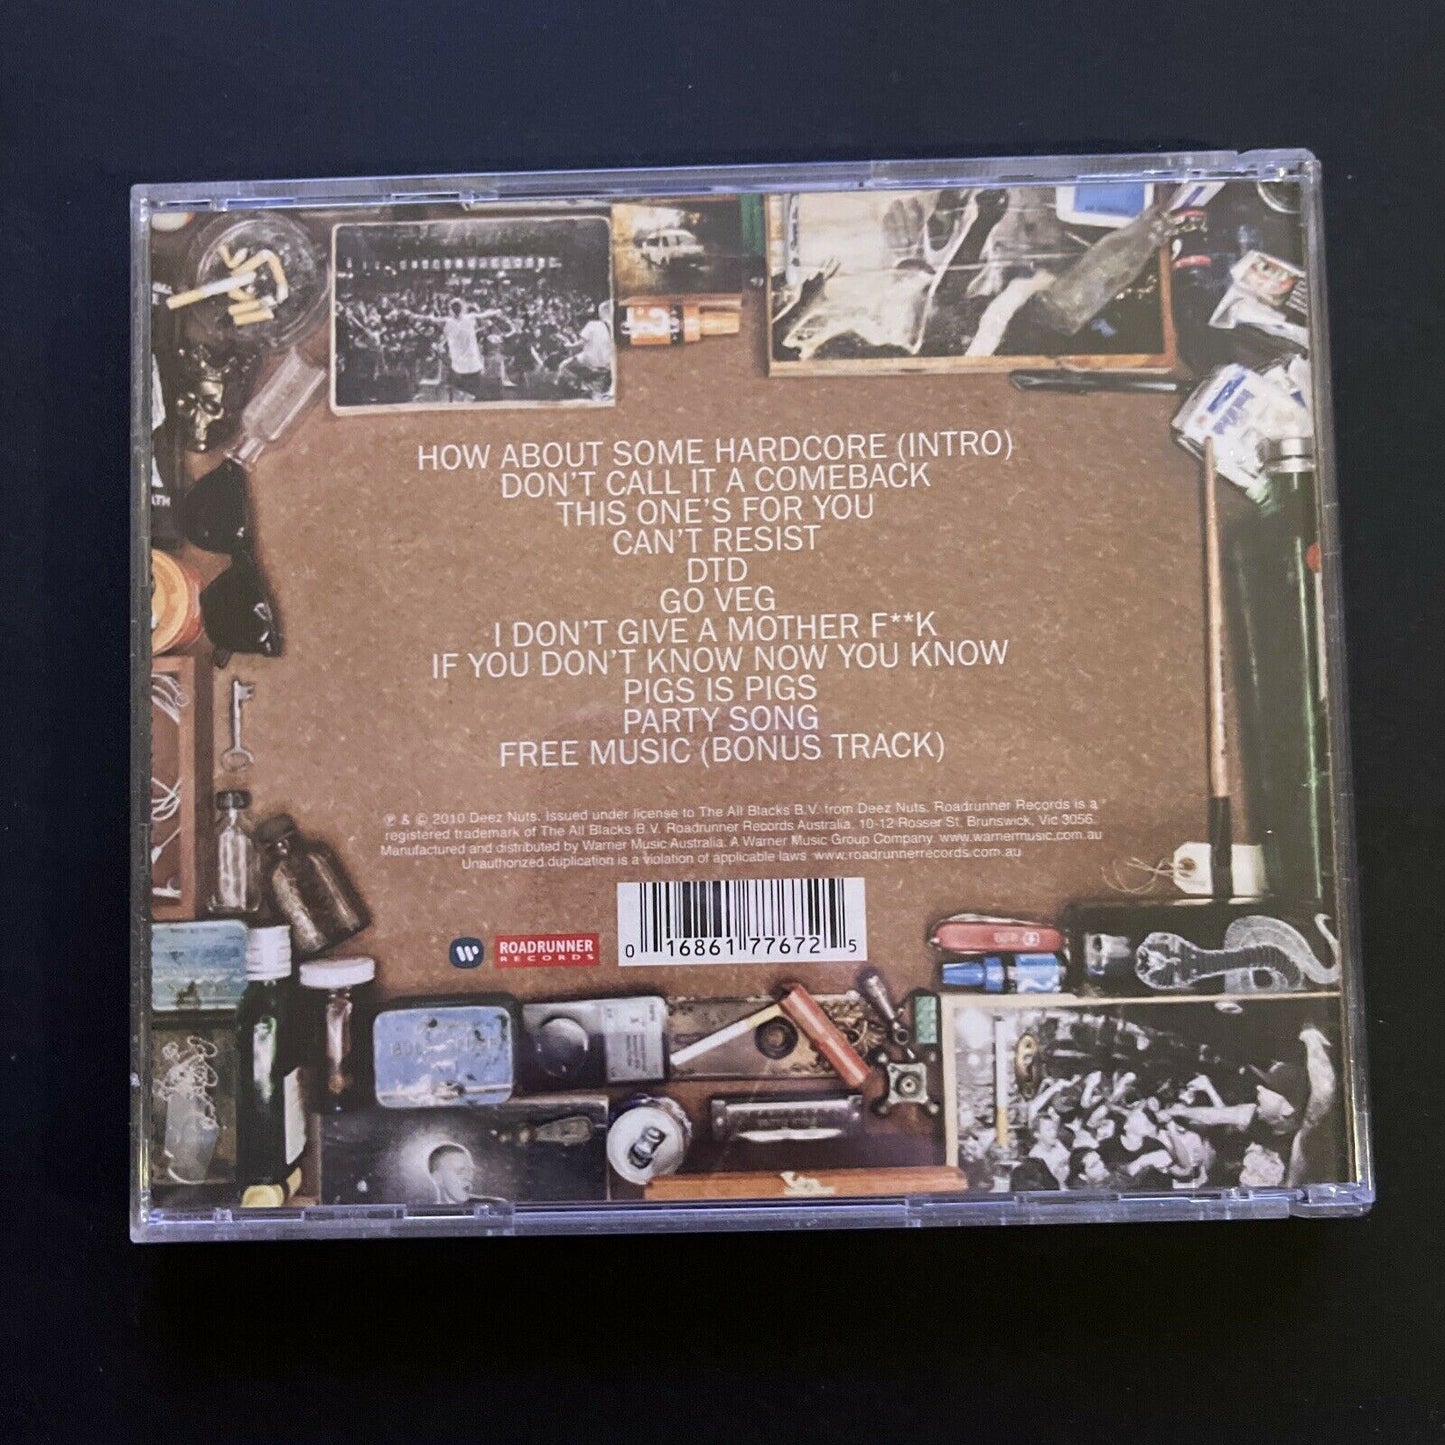 HOW ABOUT SOME HARDCORE (INTRO)
DON'T CALL IT A COMEBACK
THIS ONE'S FOR YOU
CAN'T RESIST
DTD
GO VEG
I DON'T GIVE A MOTHER F**K
IF YOU DON'T KNOW NOW YOU KNOW
PIGS IS PIGS
PARTY SONG
FREE MUSIC (BONUS TRACK)
℗ & © 2010 Deez Nuts. Issued under license to The All Blacks B.V. from Deez Nuts. Roadrunner Records is a
registered trademark of The All Blacks B.V. Roadrunner Records Australia, 10-12 Rosser St, Brunswick, Vic 3056.
Manufactured and distributed by Warner Music Australia. A Warner Music Group Company. www.warnermusic.com.au
Unauthorized duplication is a violation of applicable laws. www.roadrunnerrecords.com.au
ROADRUNNER
RECORDS
0 16861 77672 5